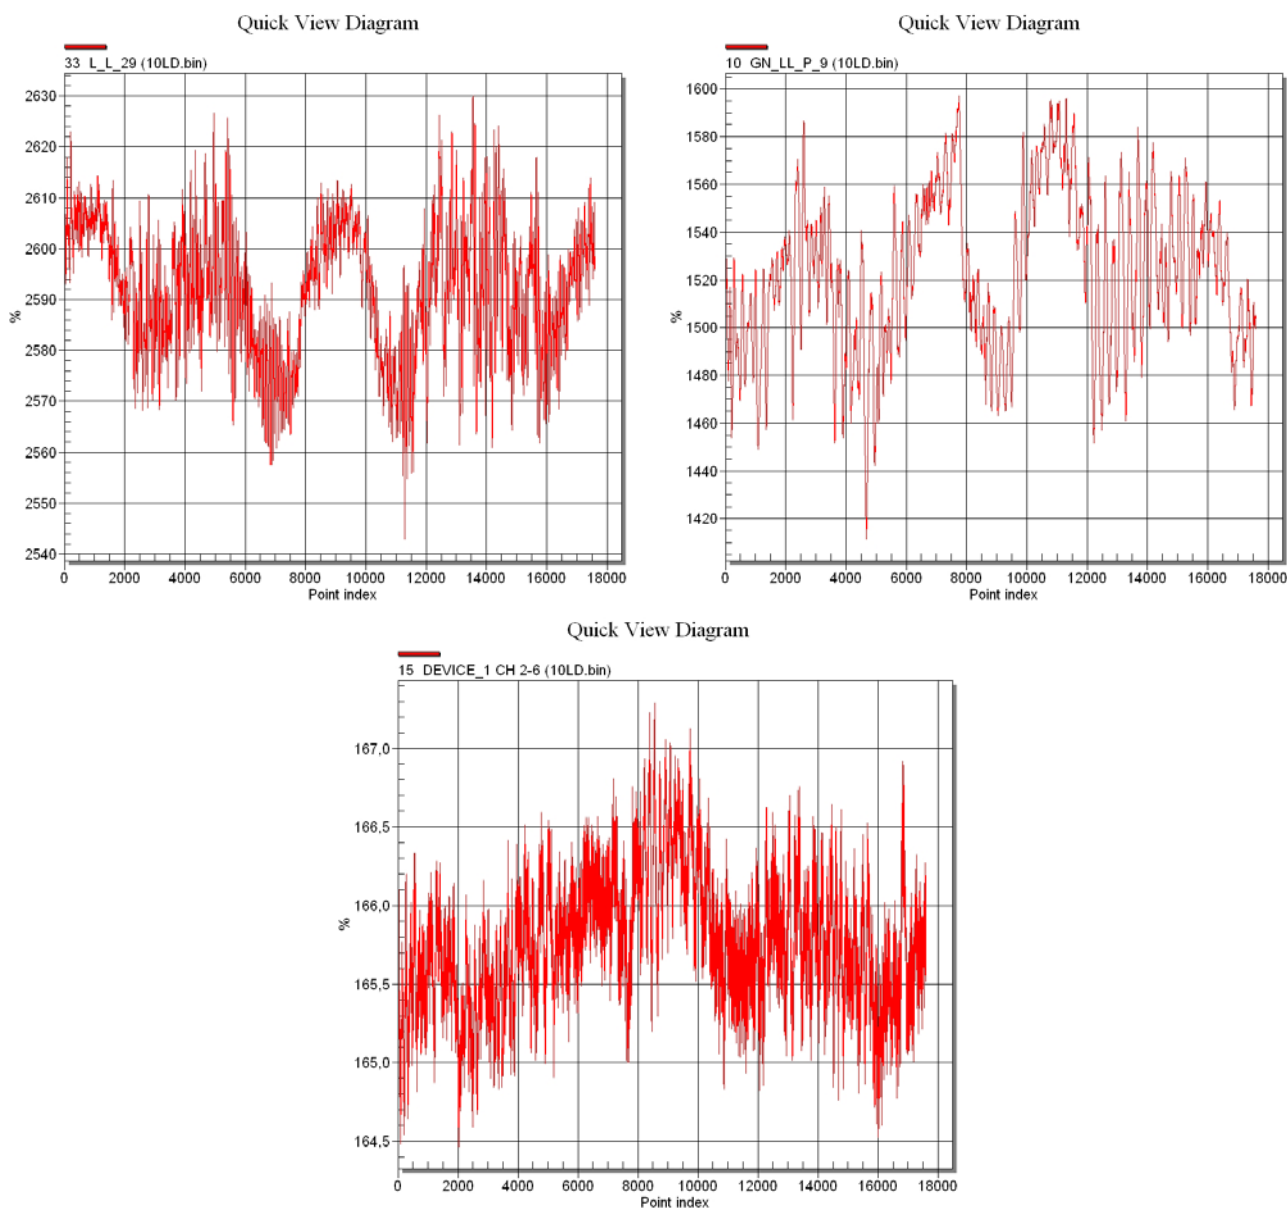 Quick View Diagram
33 L_L_29 (10LD.bin)
2630
2620
2610
2600
2590
2580
2570
2560
2550
2540
%
0 2000 4000 6000 8000 10000 12000 14000 16000 18000
Point index
Quick View Diagram
10 GN_LL_P_9 (10LD.bin)
1600
1580
1560
1540
1520
1500
1480
1460
1440
1420
%
0 2000 4000 6000 8000 10000 12000 14000 16000 18000
Point index
Quick View Diagram
15 DEVICE_1 CH 2-6 (10LD.bin)
167,0
166,5
166,0
165,5
165,0
164,5
%
0 2000 4000 6000 8000 10000 12000 14000 16000 18000
Point index